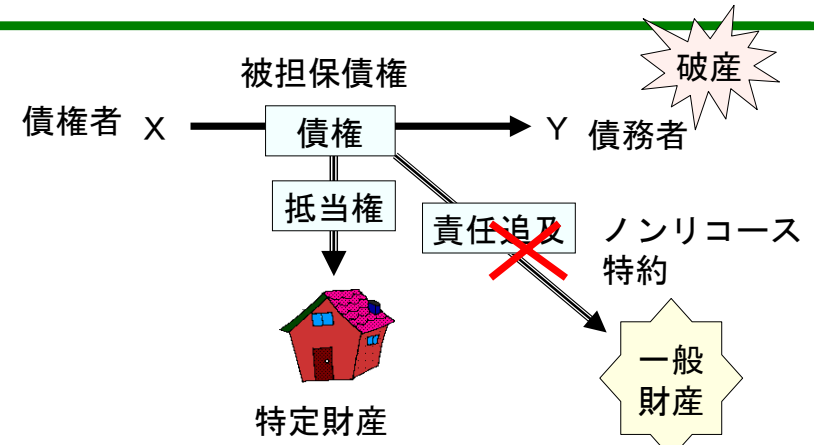 破産
被担保債権
債権者 X
債権
Y 債務者
抵当権
責任追及
ノンリコース
特約
一般
財産
特定財産